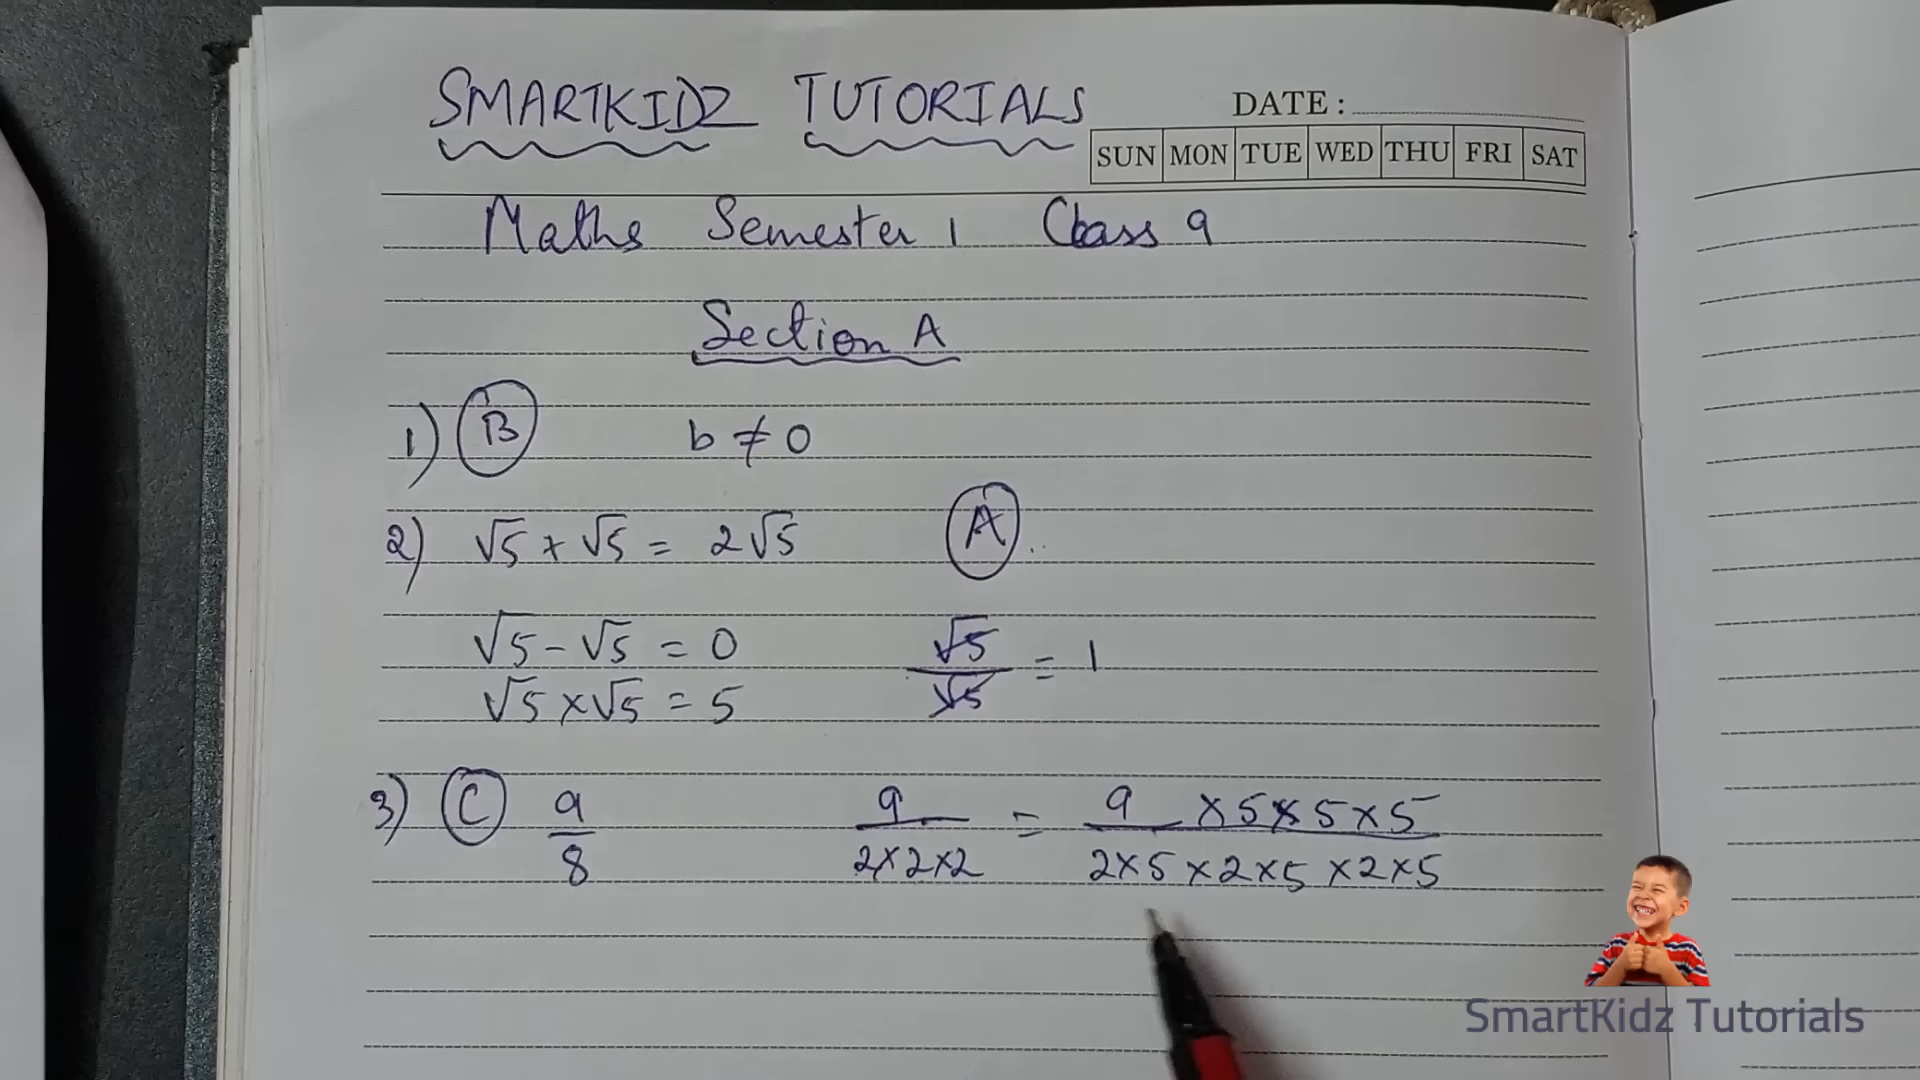 SMARTKIDZ TUTORIALS
DATE :
SUN MON TUE WED THU FRI SAT
Maths Semester 1 Class 9
Section A
1) B b ≠ 0
2) √5 + √5 = 2√5 A
√5 - √5 = 0 √5/√5 = 1
√5 × √5 = 5
3) C 9/8 9/2×2×2 = 9 ×5×5×5/2×5×2×5×2×5
SmartKidz Tutorials